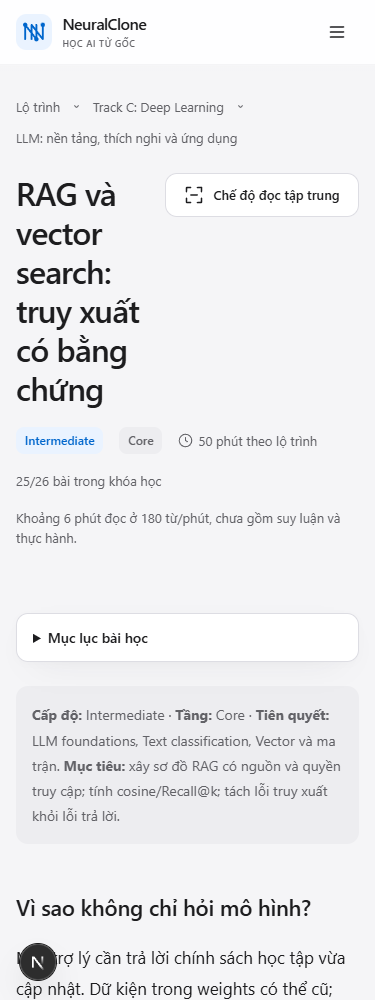 NeuralClone
HỌC AI TỪ GỐC
Lộ trình
Track C: Deep Learning
LLM: nền tảng, thích nghi và ứng dụng
RAG và
vector
search:
truy xuất
có bằng
chứng
Chế độ đọc tập trung
Intermediate
Core
50 phút theo lộ trình
25/26 bài trong khóa học
Khoảng 6 phút đọc ở 180 từ/phút, chưa gồm suy luận và
thực hành.
Mục lục bài học
Cấp độ: Intermediate · Tầng: Core · Tiên quyết:
LLM foundations, Text classification, Vector và ma
trận. Mục tiêu: xây sơ đồ RAG có nguồn và quyền
truy cập; tính cosine/Recall@k; tách lỗi truy xuất
khỏi lỗi trả lời.
Vì sao không chỉ hỏi mô hình?
lý cần trả lời chính sách học tập vừa
cập nhật. Dữ kiện trong weights có thể cũ;
N